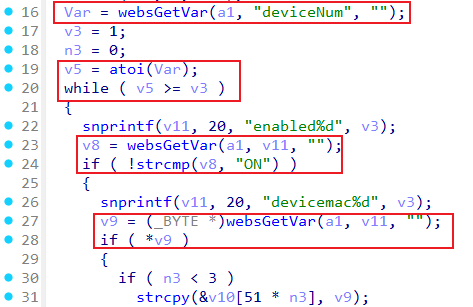 16 Var = websGetVar(a1, "deviceNum", "");
17 v3 = 1;
18 n3 = 0;
19 v5 = atoi(Var);
20 while ( v5 >= v3 )
21 {
22 snprintf(v11, 20, "enabled%d", v3);
23 v8 = websGetVar(a1, v11, "");
24 if ( !strcmp(v8, "ON") )
25 {
26 snprintf(v11, 20, "devicemac%d", v3);
27 v9 = (_BYTE *)websGetVar(a1, v11, "");
28 if ( *v9 )
29 {
30 if ( n3 < 3 )
31 strcpy(&v10[51 * n3], v9);